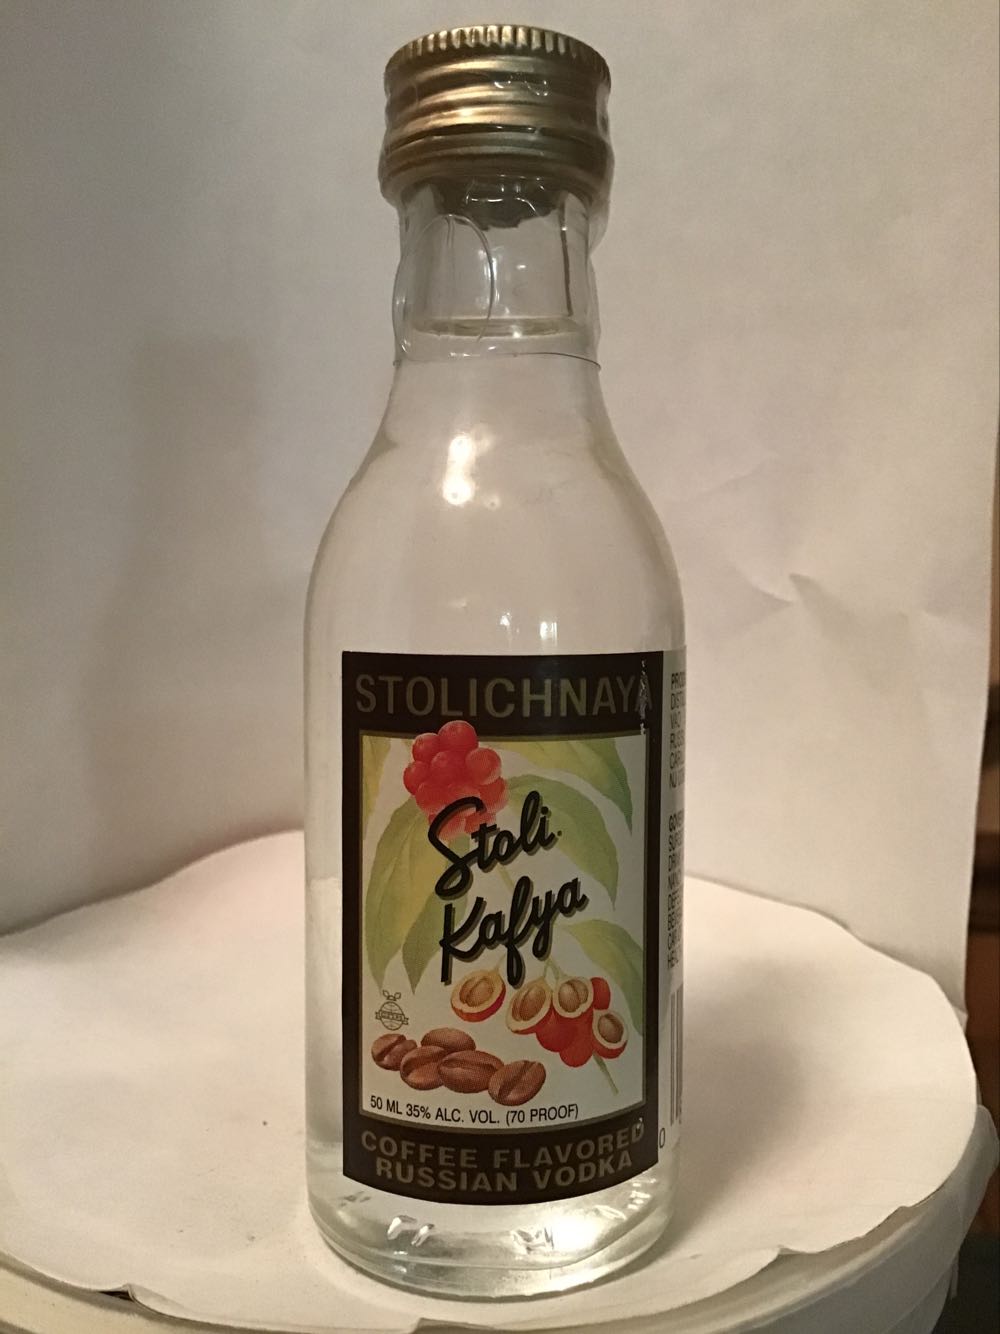 STOLICHNAYA
Stoli
Kafya
50 ML 35% ALC. VOL. (70 PROOF)
COFFEE FLAVORED
RUSSIAN VODKA